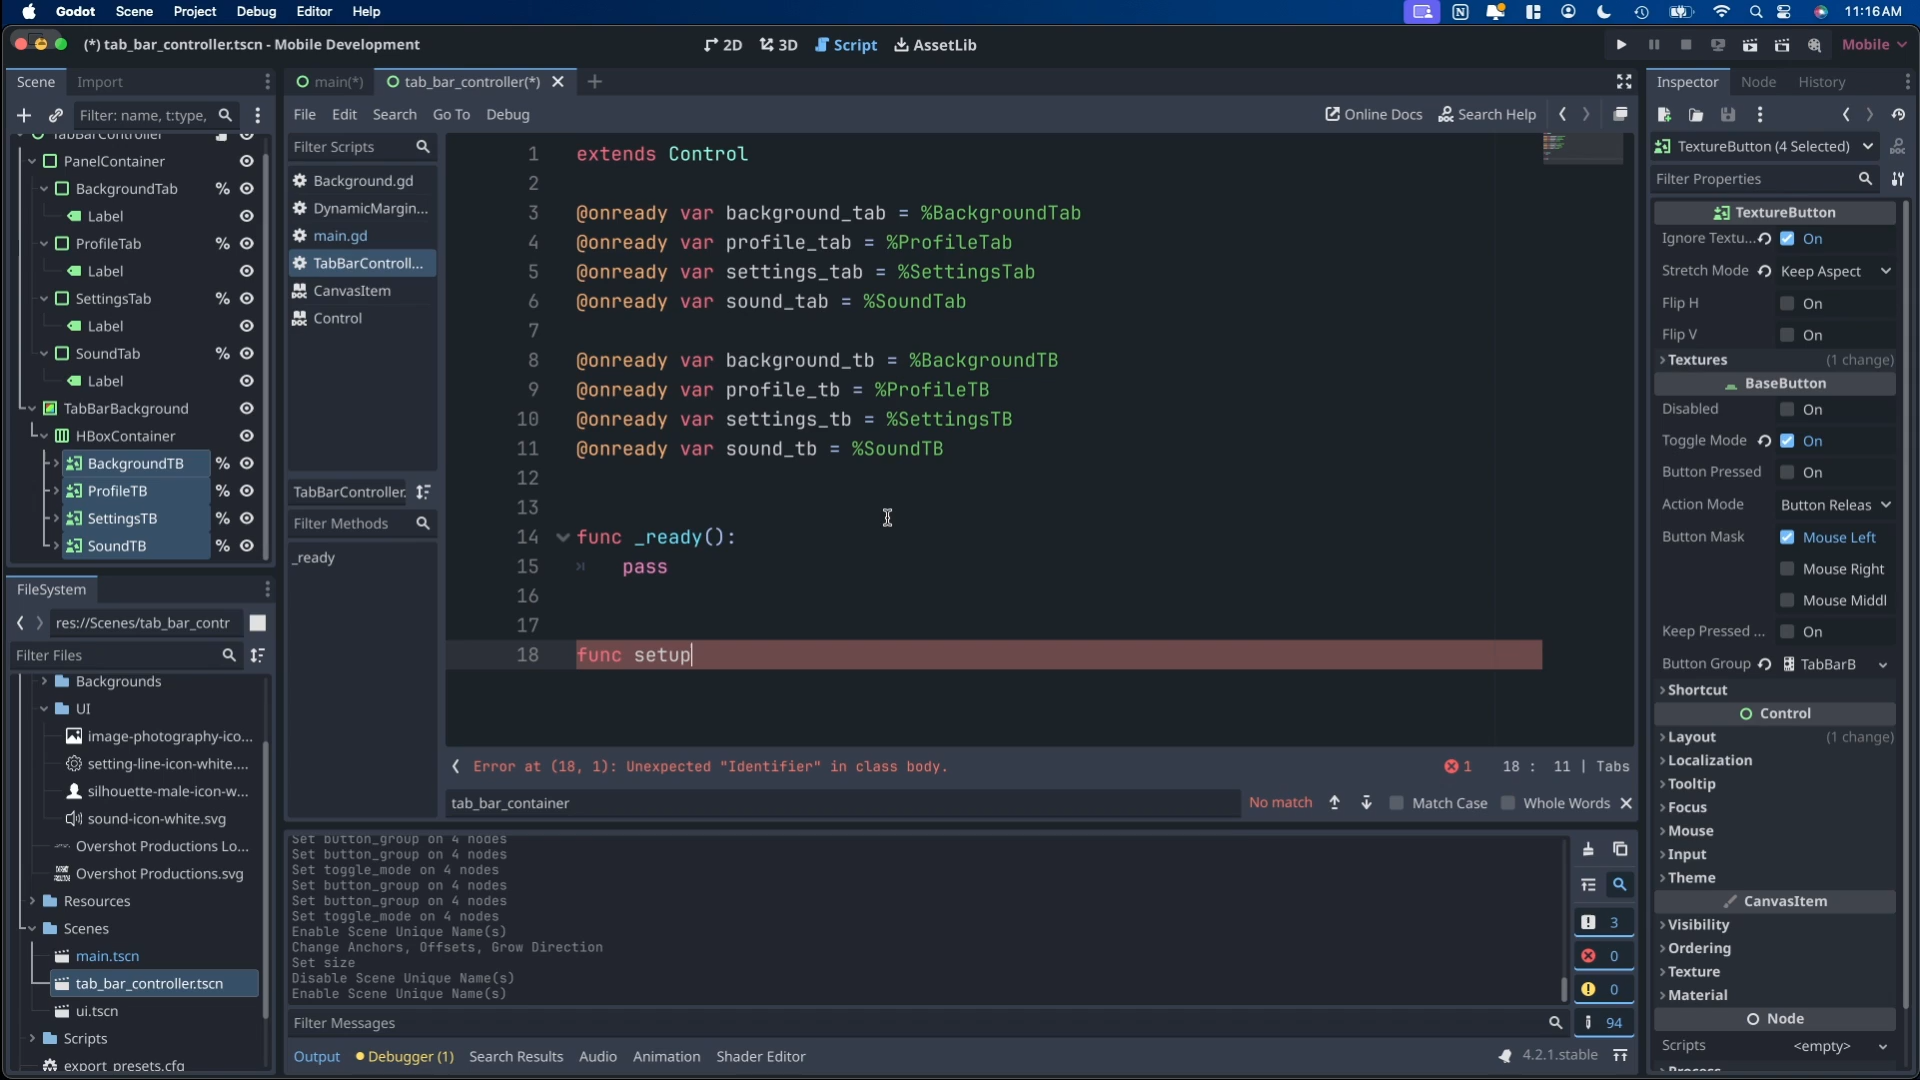 Godot Scene Project Debug Editor Help 11:16AM
(*) tab_bar_controller.tscn - Mobile Development
2D 3D Script AssetLib
Mobile
Scene Import
Filter: name, t:type,
TabBarController
PanelContainer
BackgroundTab %
Label
ProfileTab %
Label
SettingsTab %
Label
SoundTab %
Label
TabBarBackground
HBoxContainer
BackgroundTB %
ProfileTB %
SettingsTB %
SoundTB %
FileSystem
res://Scenes/tab_bar_contr
Filter Files
Backgrounds
UI
image-photography-ico...
setting-line-icon-white....
silhouette-male-icon-w...
sound-icon-white.svg
Overshot Productions Lo...
Overshot Productions.svg
Resources
Scenes
main.tscn
tab_bar_controller.tscn
ui.tscn
Scripts
export_presets.cfg
main(*) tab_bar_controller(*)
File Edit Search Go To Debug
Online Docs Search Help
Filter Scripts
Background.gd
DynamicMargin...
main.gd
TabBarControll...
CanvasItem
Control
TabBarController.
Filter Methods
_ready
1 extends Control
2
3 @onready var background_tab = %BackgroundTab
4 @onready var profile_tab = %ProfileTab
5 @onready var settings_tab = %SettingsTab
6 @onready var sound_tab = %SoundTab
7
8 @onready var background_tb = %BackgroundTB
9 @onready var profile_tb = %ProfileTB
10 @onready var settings_tb = %SettingsTB
11 @onready var sound_tb = %SoundTB
12
13
14 func _ready():
15 pass
16
17
18 func setup
Error at (18, 1): Unexpected "Identifier" in class body.
1 18 : 11 | Tabs
tab_bar_container
No match Match Case Whole Words
Set button_group on 4 nodes
Set button_group on 4 nodes
Set toggle_mode on 4 nodes
Set button_group on 4 nodes
Set button_group on 4 nodes
Set toggle_mode on 4 nodes
Enable Scene Unique Name(s)
Change Anchors, Offsets, Grow Direction
Set size
Disable Scene Unique Name(s)
Enable Scene Unique Name(s)
3
0
0
94
Filter Messages
Output Debugger (1) Search Results Audio Animation Shader Editor
4.2.1.stable
Inspector Node History
TextureButton (4 Selected)
Filter Properties
TextureButton
Ignore Textu... On
Stretch Mode Keep Aspect
Flip H On
Flip V On
Textures (1 change)
BaseButton
Disabled On
Toggle Mode On
Button Pressed On
Action Mode Button Releas
Button Mask Mouse Left
Mouse Right
Mouse Middl
Keep Pressed ... On
Button Group TabBarB
Shortcut
Control
Layout (1 change)
Localization
Tooltip
Focus
Mouse
Input
Theme
CanvasItem
Visibility
Ordering
Texture
Material
Node
Scripts <empty>
Process